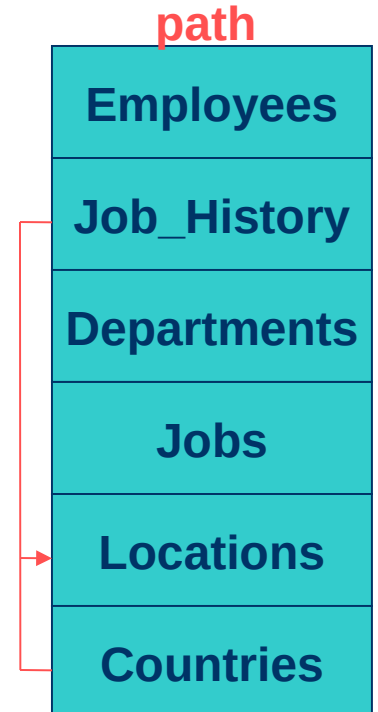 path
Employees
Job_History
Departments
Jobs
Locations
Countries